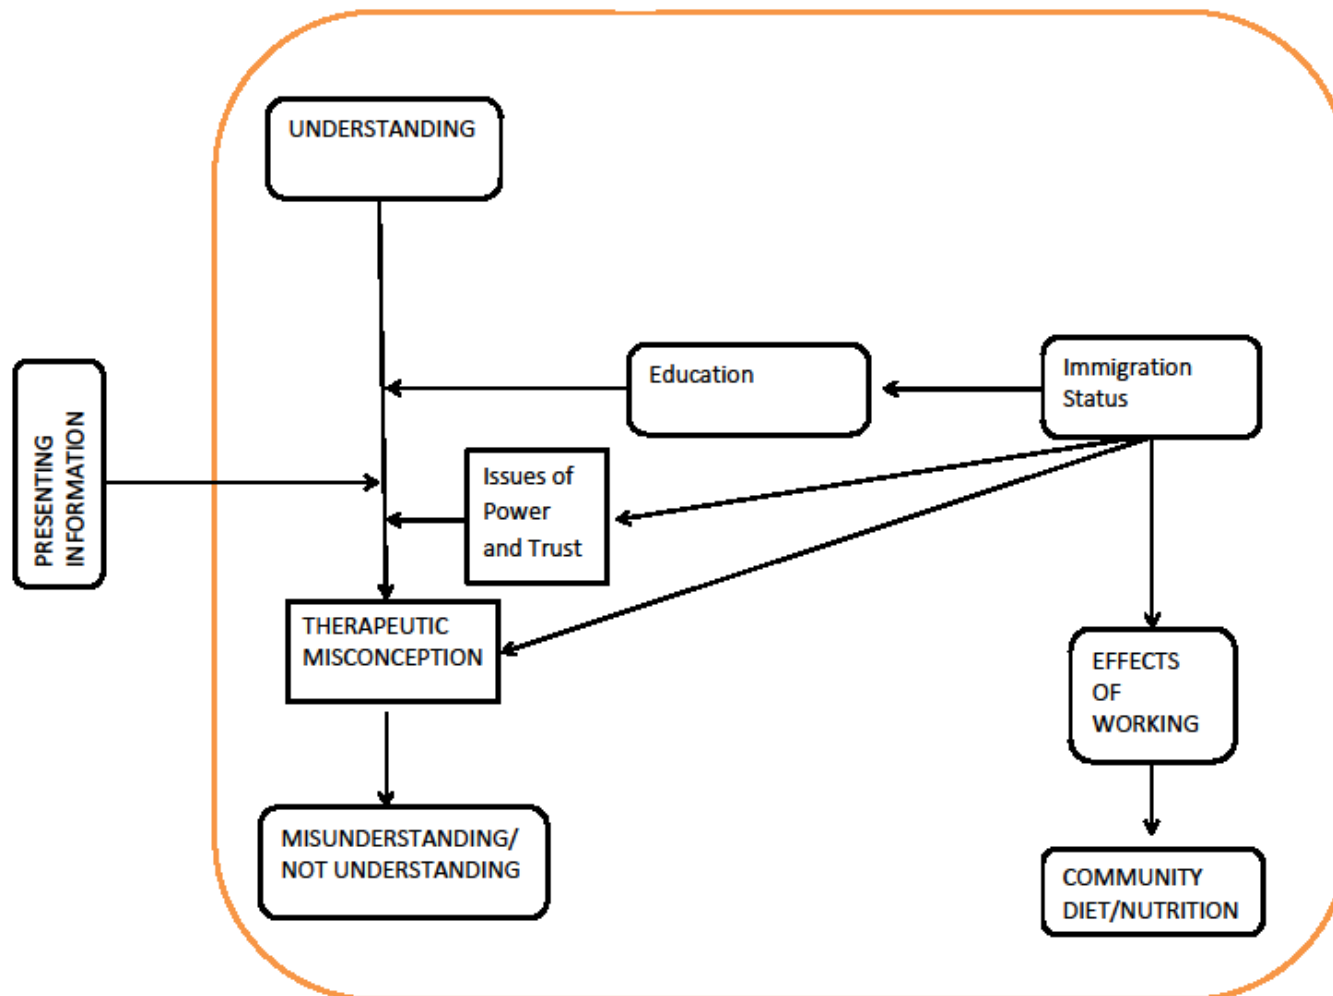 UNDERSTANDING
Education
Immigration
Status
PRESENTING
INFORMATION
Issues of
Power
and Trust
THERAPEUTIC
MISCONCEPTION
EFFECTS
OF
WORKING
MISUNDERSTANDING/
NOT UNDERSTANDING
COMMUNITY
DIET/NUTRITION